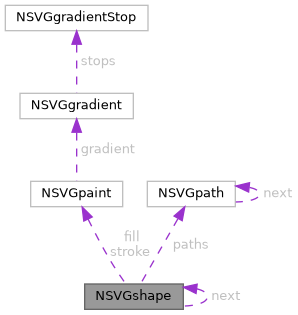 NSVGgradientStop
stops
NSVGgradient
gradient
NSVGpaint
NSVGpath
next
fill
stroke
paths
NSVGshape
next